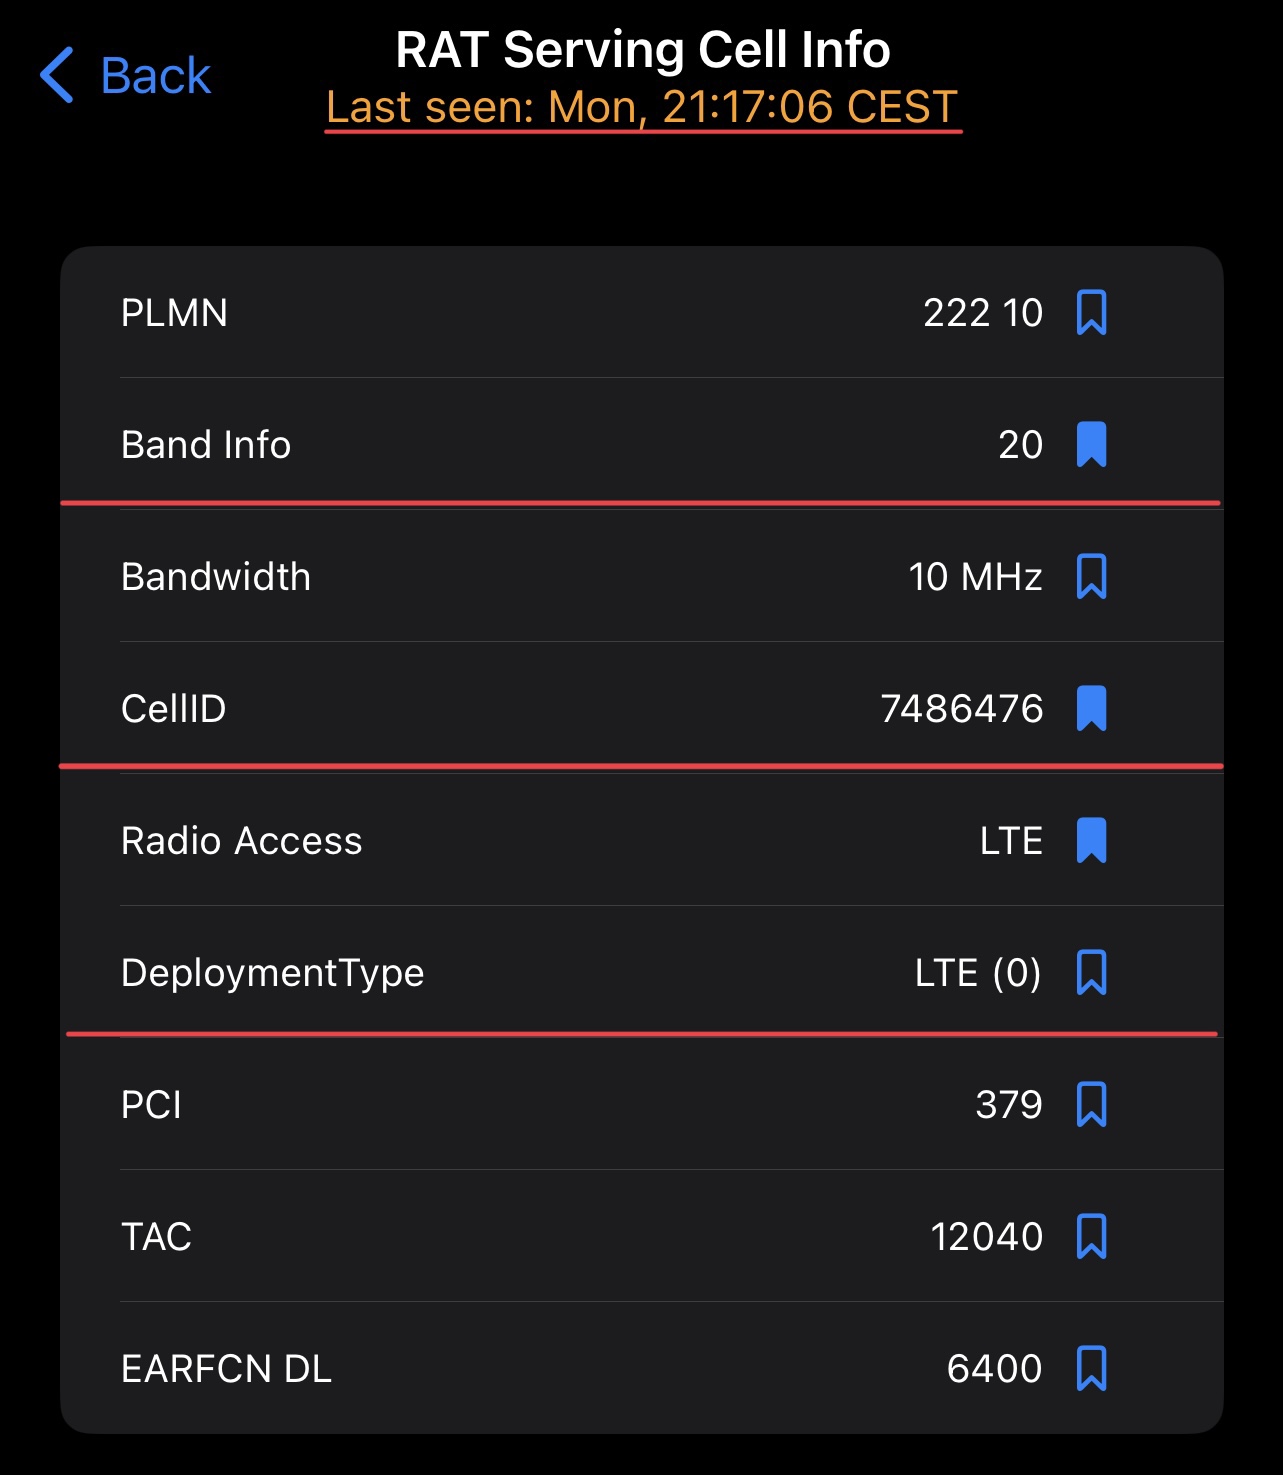 Back
RAT Serving Cell Info
Last seen: Mon, 21:17:06 CEST
PLMN 222 10
Band Info 20
Bandwidth 10 MHz
CellID 7486476
Radio Access LTE
DeploymentType LTE (0)
PCI 379
TAC 12040
EARFCN DL 6400